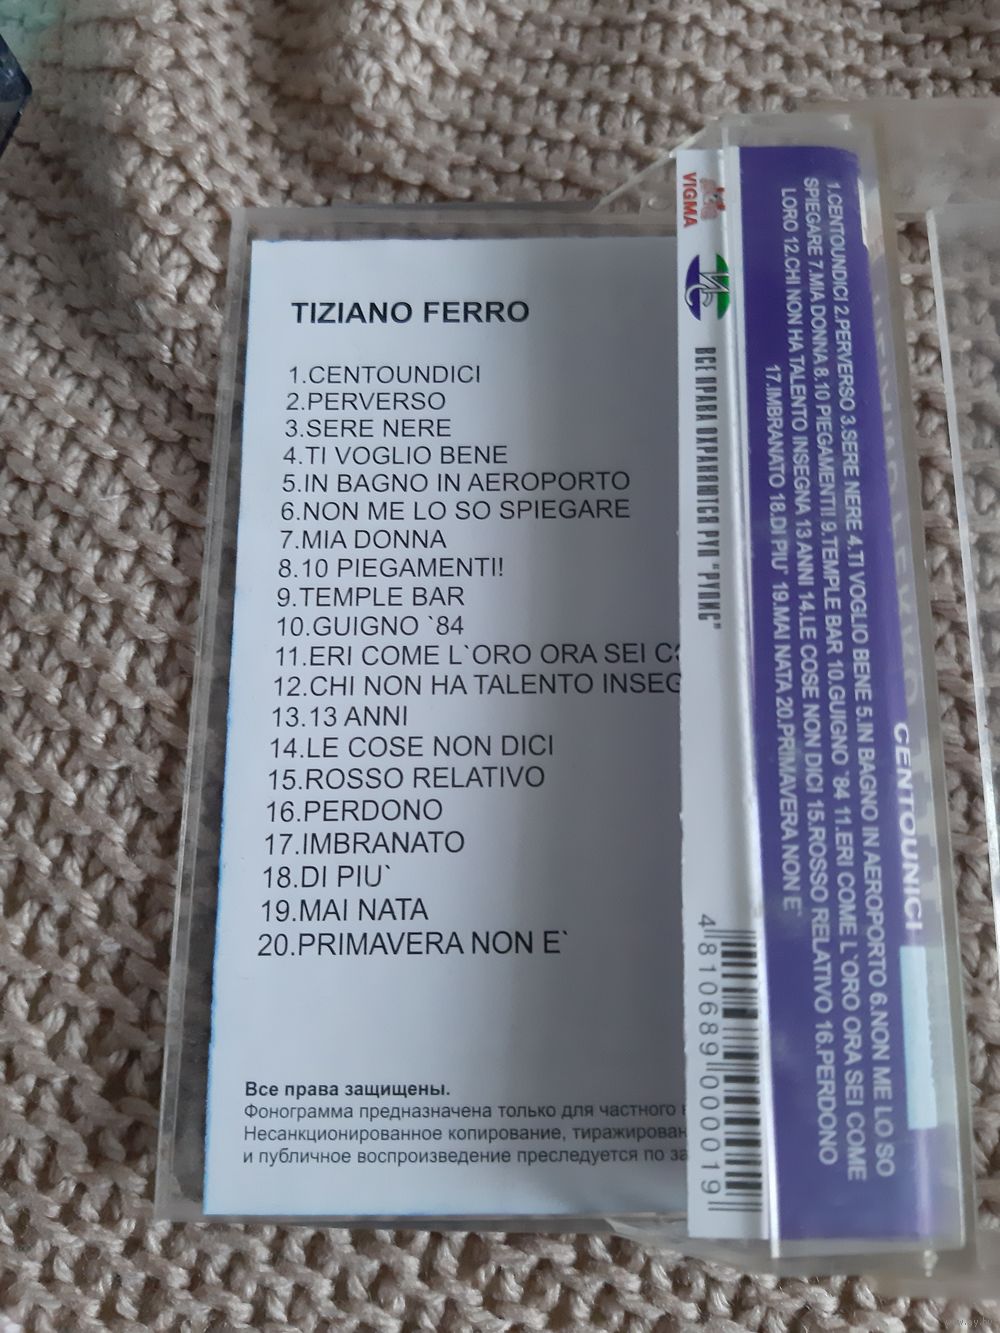 TIZIANO FERRO
1.CENTOUNDICI
2.PERVERSO
3.SERE NERE
4.TI VOGLIO BENE
5.IN BAGNO IN AEROPORTO
6.NON ME LO SO SPIEGARE
7.MIA DONNA
8.10 PIEGAMENTI!
9.TEMPLE BAR
10.GUIGNO `84
11.ERI COME L`ORO ORA SEI
12.CHI NON HA TALENTO INSEG
13.13 ANNI
14.LE COSE NON DICI
15.ROSSO RELATIVO
16.PERDONO
17.IMBRANATO
18.DI PIU`
19.MAI NATA
20.PRIMAVERA NON E`
Все права защищены.
Фонограмма предназначена только для частного
Несанкционированное копирование, тиражирован
и публичное воспроизведение преследуется по за
VIGMA
ВСЕ ПРАВА ОХРАНЯЮТСЯ РУП "РУПИС"
4810689000019
1.CENTOUNDICI 2.PERVERSO 3.SERE NERE 4.TI VOGLIO BENE 5.IN BAGNO IN AEROPORTO 6.NON ME LO SO
SPIEGARE 7.MIA DONNA 8.10 PIEGAMENTI! 9.TEMPLE BAR 10.GUIGNO `84 11.ERI COME L`ORO ORA SEI COME
LORO 12.CHI NON HA TALENTO INSEGNA 13 ANNI 14.LE COSE NON DICI 15.ROSSO RELATIVO 16.PERDONO
17.IMBRANATO 18.DI PIU` 19.MAI NATA 20.PRIMAVERA NON E`
CENTOUNICI